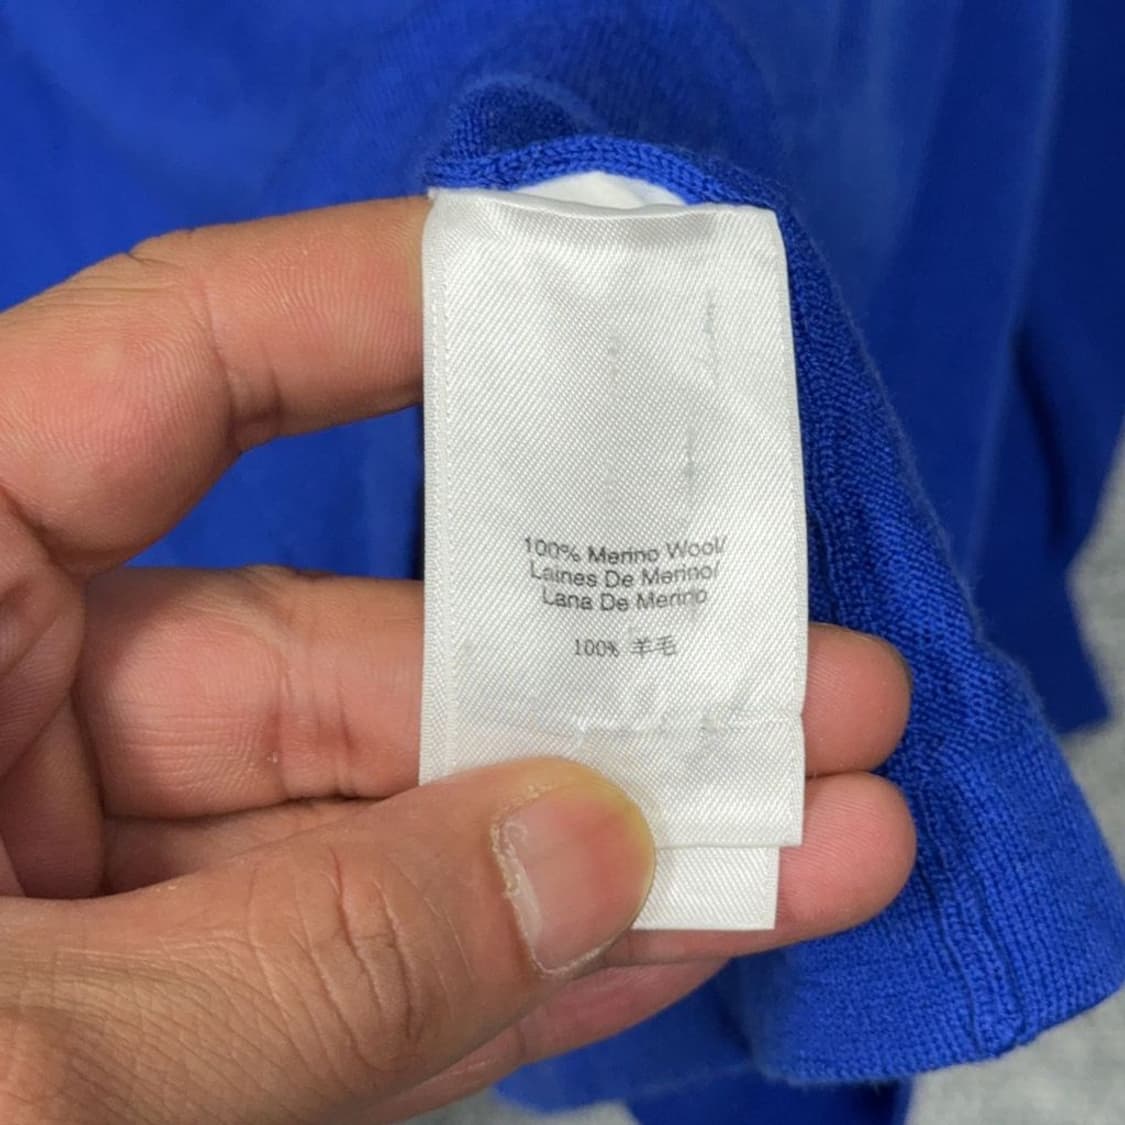 100% Merino Wool/
Laines De Merino/
Lana De Merino
100% 羊毛